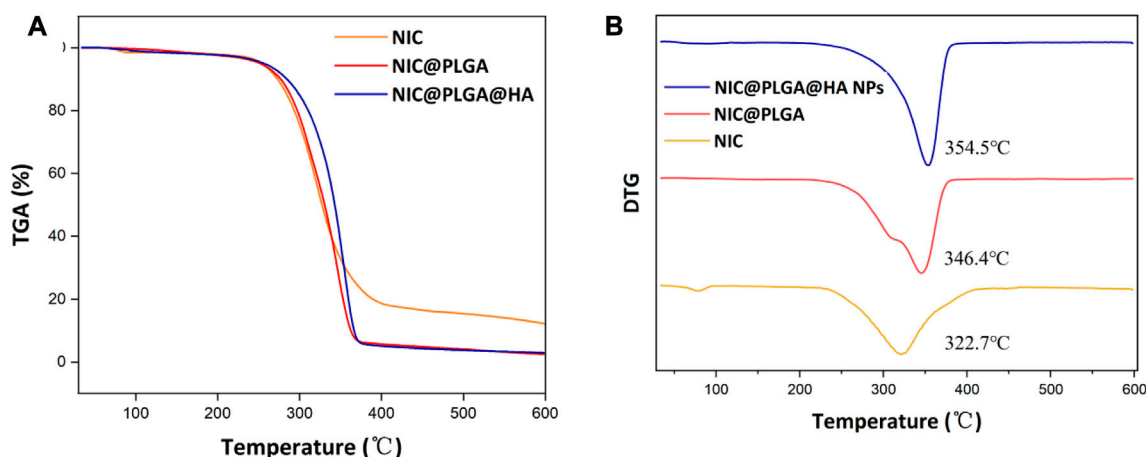 A
NIC
NIC@PLGA
NIC@PLGA@HA
TGA (%)
80
60
40
20
0
100 200 300 400 500 600
Temperature (℃)
B
NIC@PLGA@HA NPs
NIC@PLGA
NIC
354.5℃
346.4℃
322.7℃
DTG
100 200 300 400 500 600
Temperature (℃)